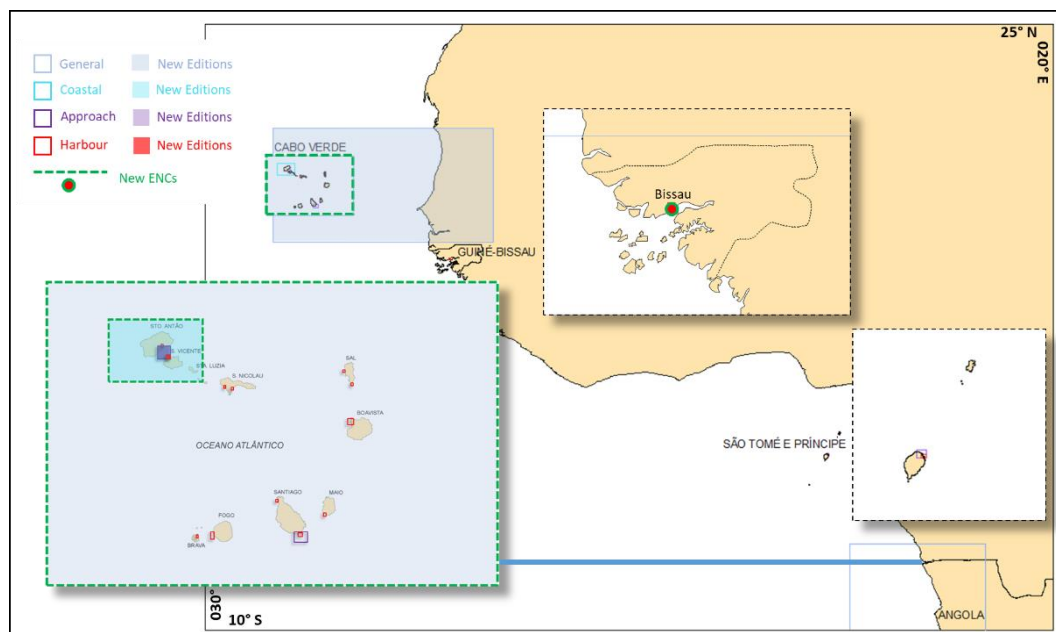 25° N
020° E
General
New Editions
Coastal
New Editions
Approach
New Editions
Harbour
New Editions
New ENCs
CABO VERDE
Bissau
GUINÉ-BISSAU
STO. ANTÃO
S. VICENTE
STA. LUZIA
S. NICOLAU
SAL
BOAVISTA
OCEANO ATLÂNTICO
SANTIAGO
MAIO
FOGO
BRAVA
SÃO TOMÉ E PRÍNCIPE
ANGOLA
030°
10° S